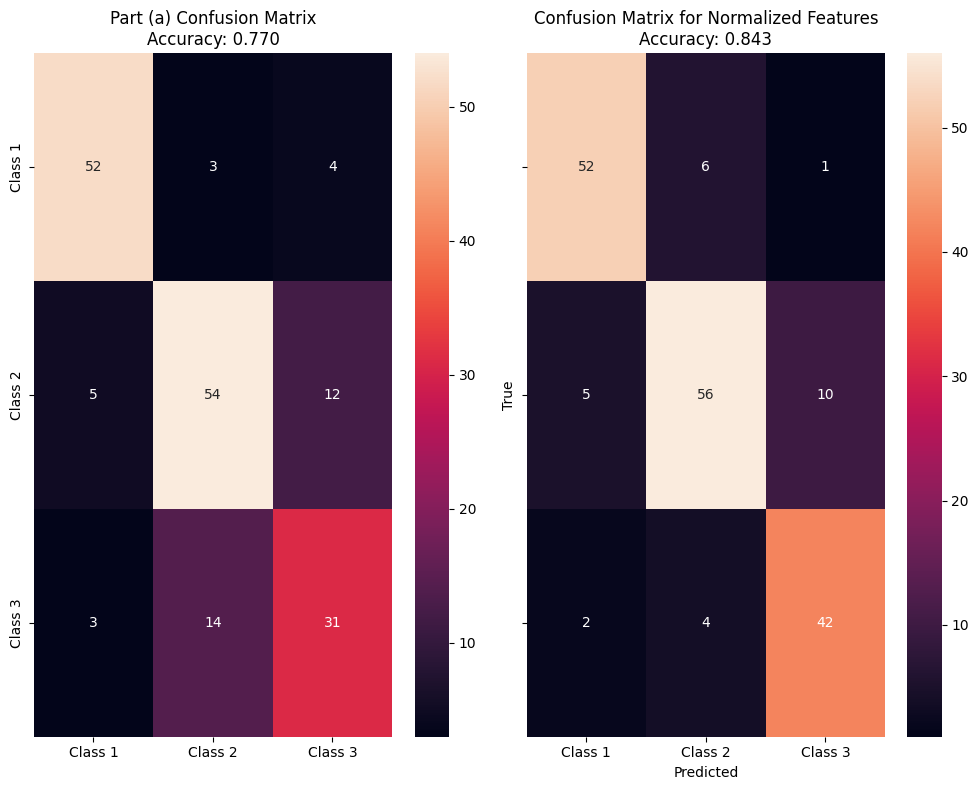 Part (a) Confusion Matrix
Accuracy: 0.770
Class 1
52 3 4
Class 2
5 54 12
Class 3
3 14 31
Class 1 Class 2 Class 3
50
40
30
20
10
Confusion Matrix for Normalized Features
Accuracy: 0.843
True
52 6 1
5 56 10
2 4 42
Class 1 Class 2 Class 3
Predicted
50
40
30
20
10